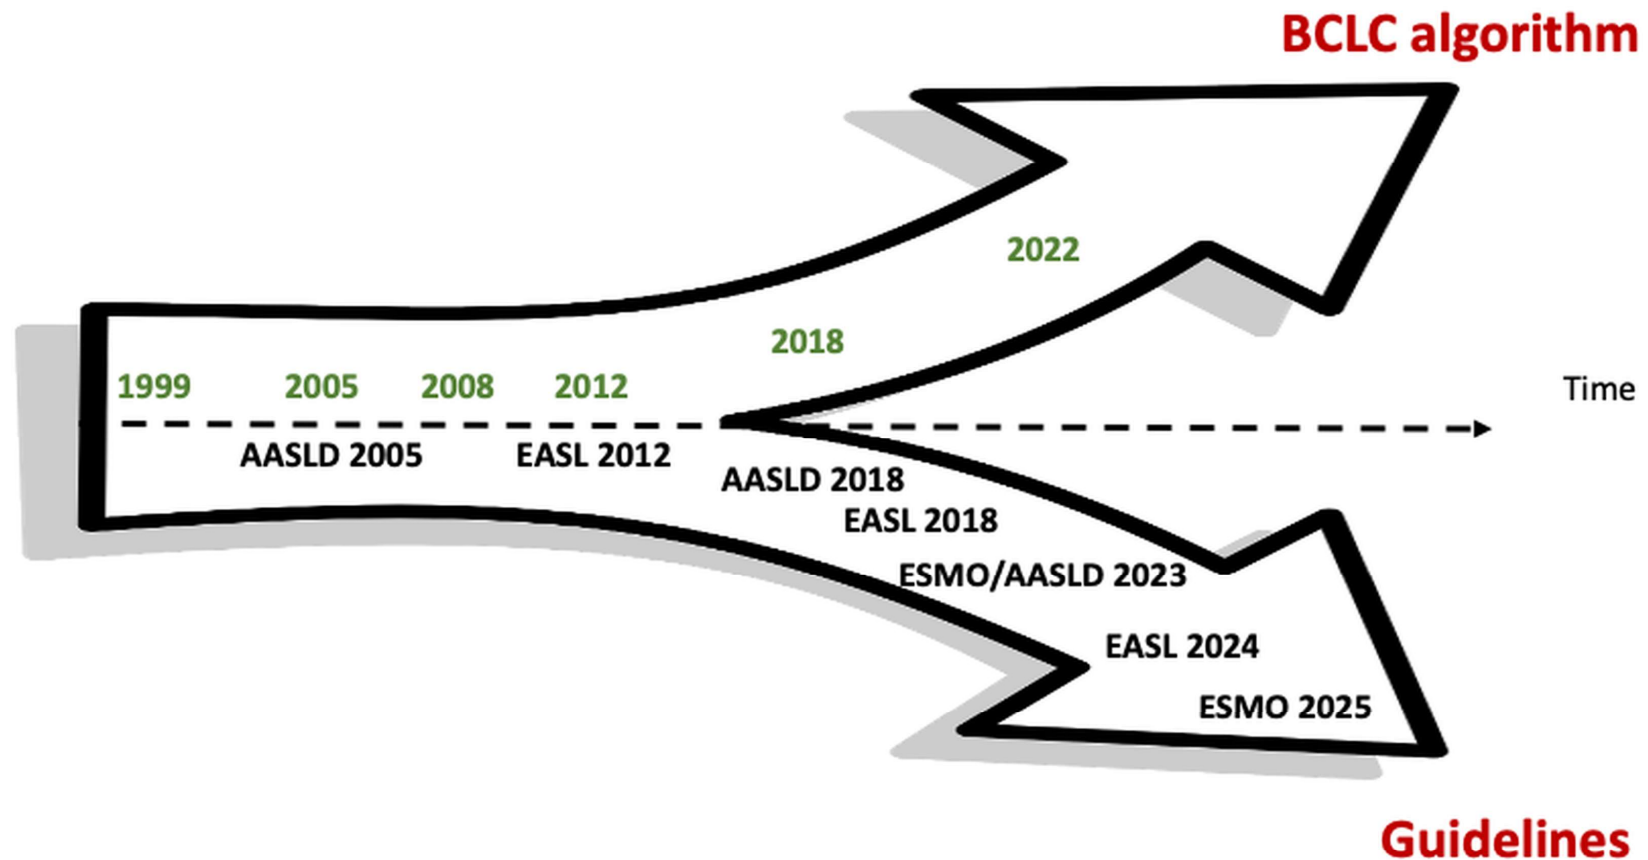 BCLC algorithm
2022
2018
1999 2005 2008 2012
Time
AASLD 2005 EASL 2012
AASLD 2018
EASL 2018
ESMO/AASLD 2023
EASL 2024
ESMO 2025
Guidelines